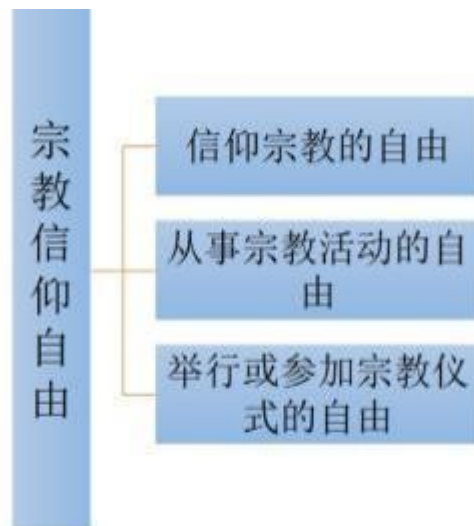 宗教信仰自由
信仰宗教的自由
从事宗教活动的自
由
举行或参加宗教仪
式的自由